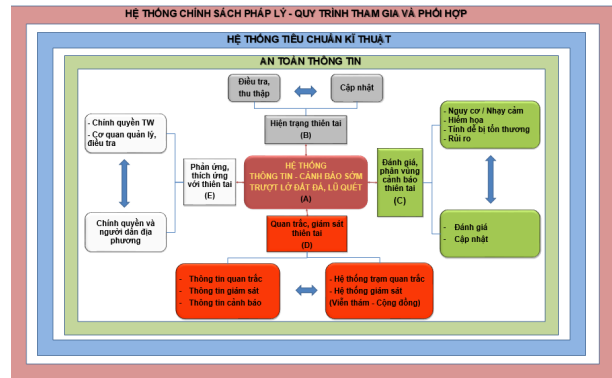 HỆ THỐNG CHÍNH SÁCH PHÁP LÝ - QUY TRÌNH THAM GIA VÀ PHỐI HỢP
HỆ THỐNG TIÊU CHUẨN KĨ THUẬT
AN TOÀN THÔNG TIN
Điều tra,
thu thập
Cập nhật
Hiện trạng thiên tai
(B)
- Chính quyền TW
- Cơ quan quản lý,
điều tra
Chính quyền và
người dân địa
phương
Phản ứng,
thích ứng
với thiên tai
(E)
HỆ THỐNG
THÔNG TIN - CẢNH BÁO SỚM
TRƯỢT LỞ ĐẤT ĐÁ, LŨ QUÉT
(A)
Đánh giá,
phân vùng
cảnh báo
thiên tai
(C)
- Nguy cơ / Nhạy cảm
- Hiểm họa
- Tính dễ bị tổn thương
- Rủi ro
- Đánh giá
- Cập nhật
Quan trắc, giám sát
thiên tai
(D)
- Thông tin quan trắc
- Thông tin giám sát
- Thông tin cảnh báo
- Hệ thống trạm quan trắc
- Hệ thống giám sát
(Viễn thám - Cộng đồng)